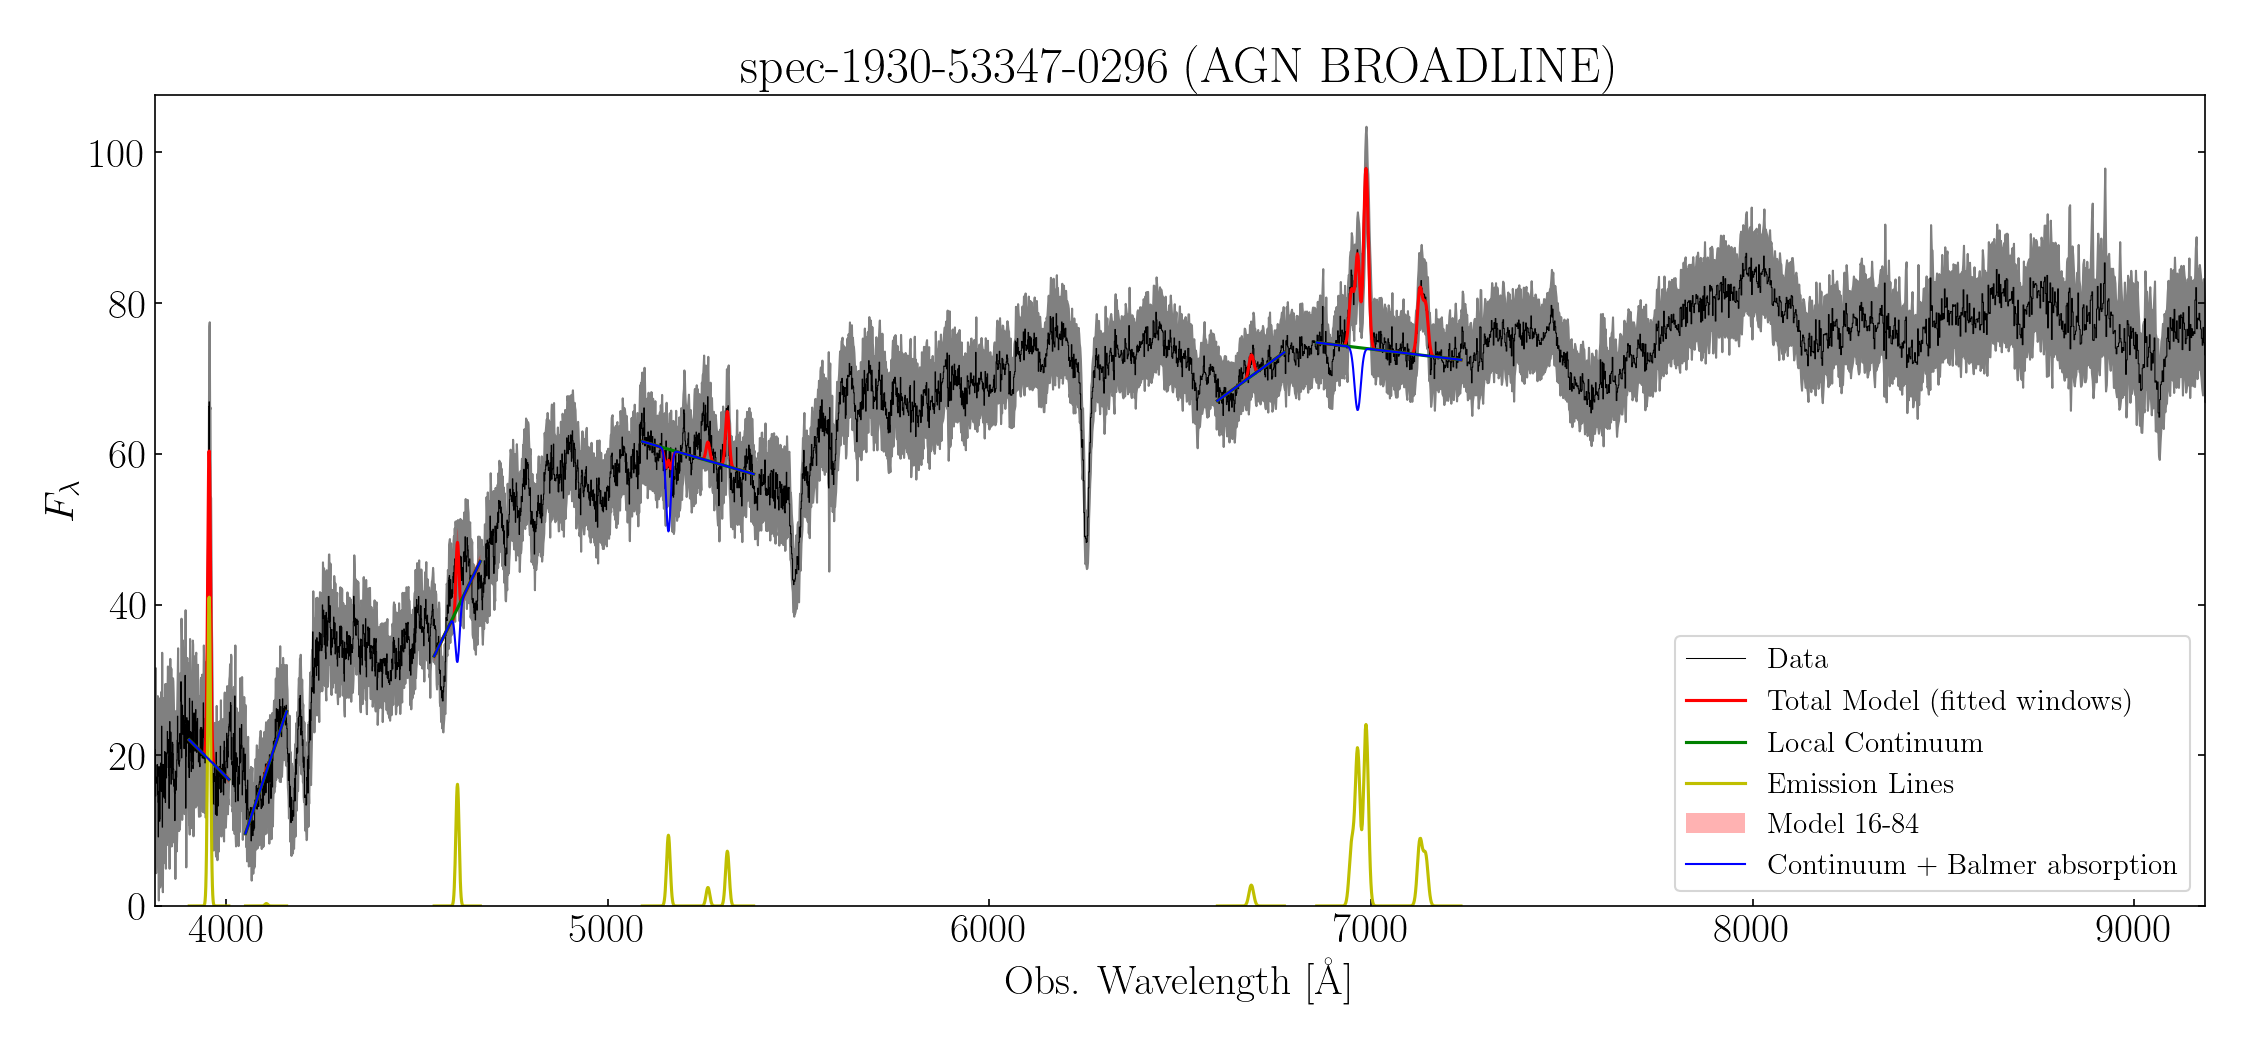 spec-1930-53347-0296 (AGN BROADLINE)
100
80
60
40
20
0
F_λ
4000 5000 6000 7000 8000 9000
Obs. Wavelength [Å]
Data
Total Model (fitted windows)
Local Continuum
Emission Lines
Model 16-84
Continuum + Balmer absorption